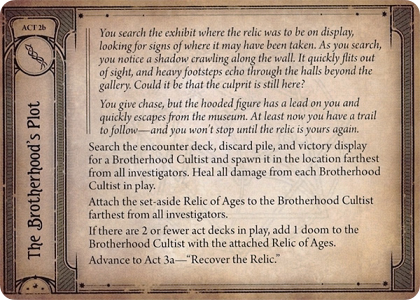 ACT 2b
The Brotherhood's Plot
You search the exhibit where the relic was to be on display,
looking for signs of where it may have been taken. As you search,
you notice a shadow crawling along the wall. It quickly flits out
of sight, and heavy footsteps echo through the halls beyond the
gallery. Could it be that the culprit is still here?
You give chase, but the hooded figure has a lead on you and
quickly escapes from the museum. At least now you have a trail
to follow—and you won't stop until the relic is yours again.
Search the encounter deck, discard pile, and victory display
for a Brotherhood Cultist and spawn it in the location farthest
from all investigators. Heal all damage from each Brotherhood
Cultist in play.
Attach the set-aside Relic of Ages to the Brotherhood Cultist
farthest from all investigators.
If there are 2 or fewer act decks in play, add 1 doom to the
Brotherhood Cultist with the attached Relic of Ages.
Advance to Act 3a—“Recover the Relic.”